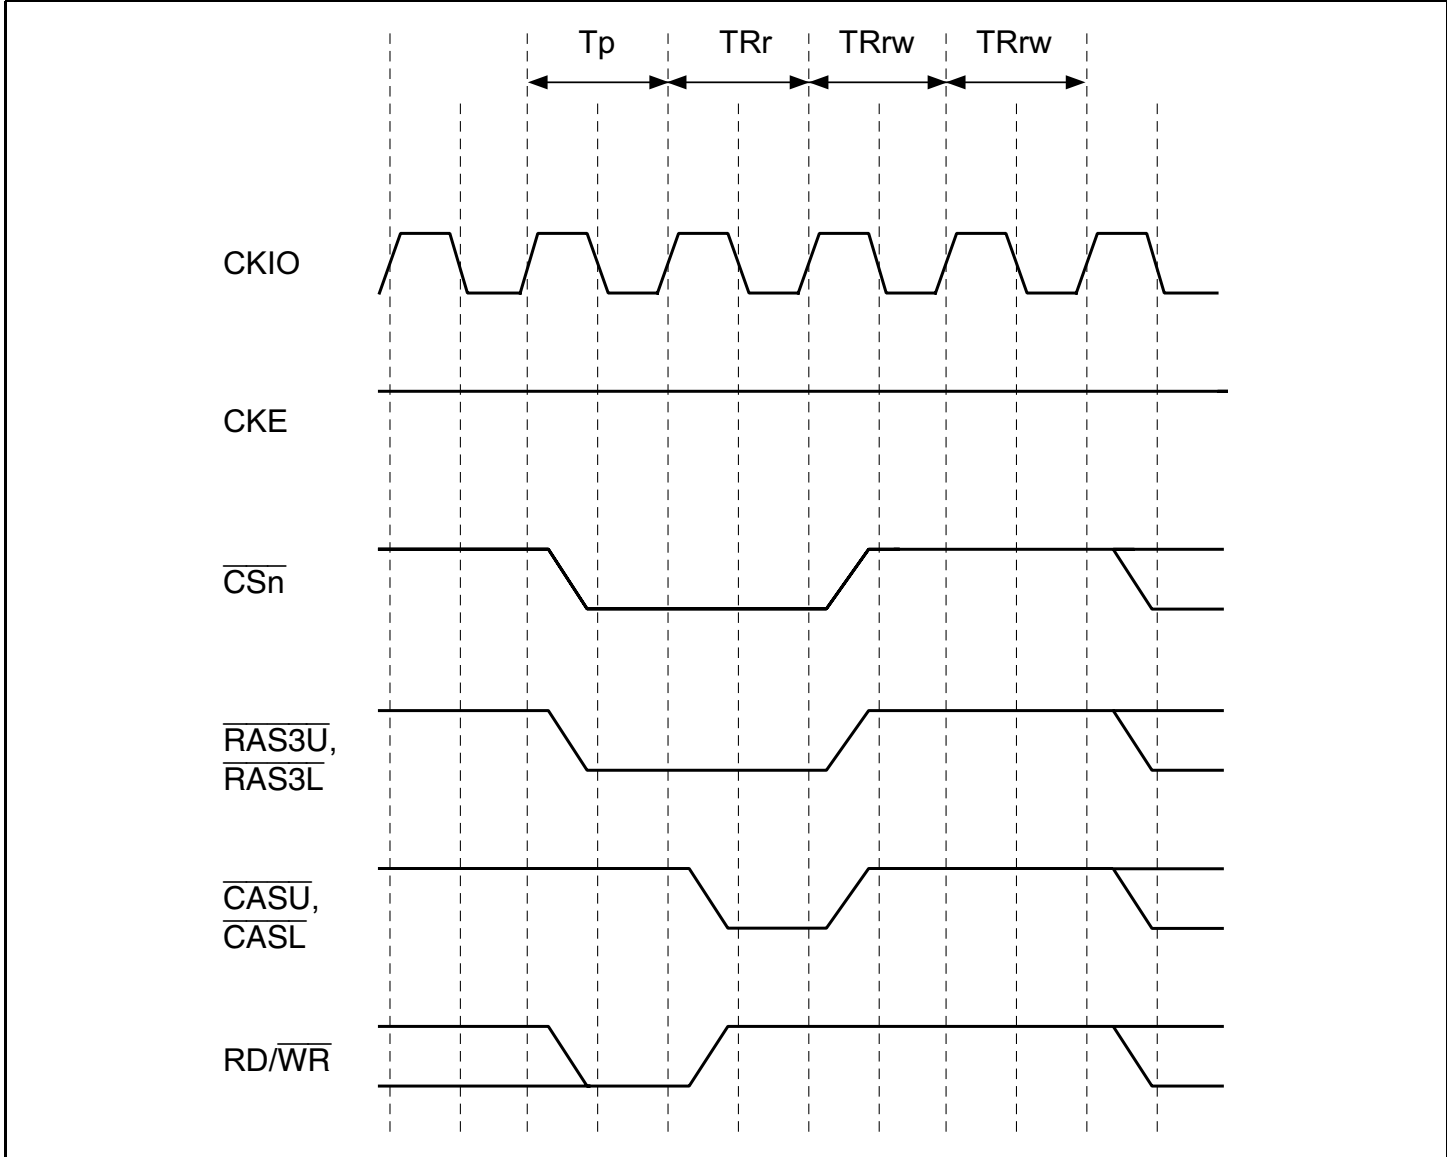 Tp TRr TRrw TRrw
CKIO
CKE
CSn
RAS3U,
RAS3L
CASU,
CASL
RD/WR